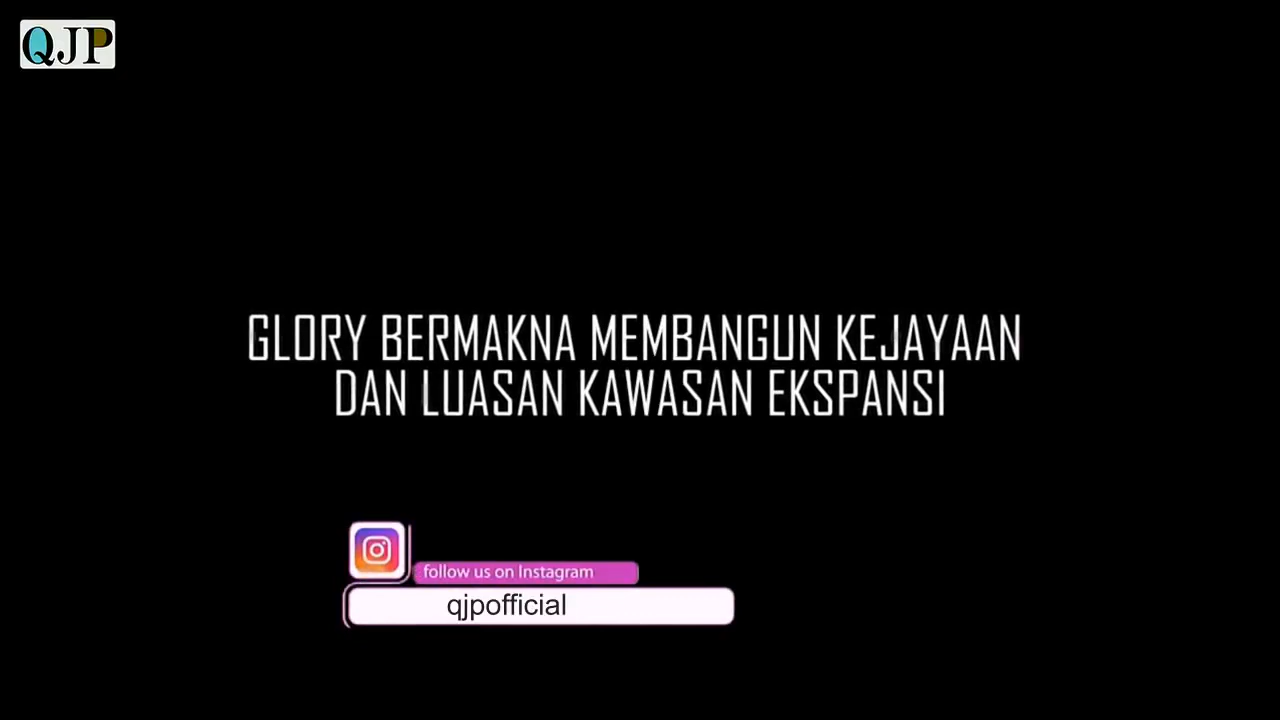 QJP
GLORY BERMAKNA MEMBANGUN KEJAYAAN
DAN LUASAN KAWASAN EKSPANSI
follow us on Instagram
qjpofficial